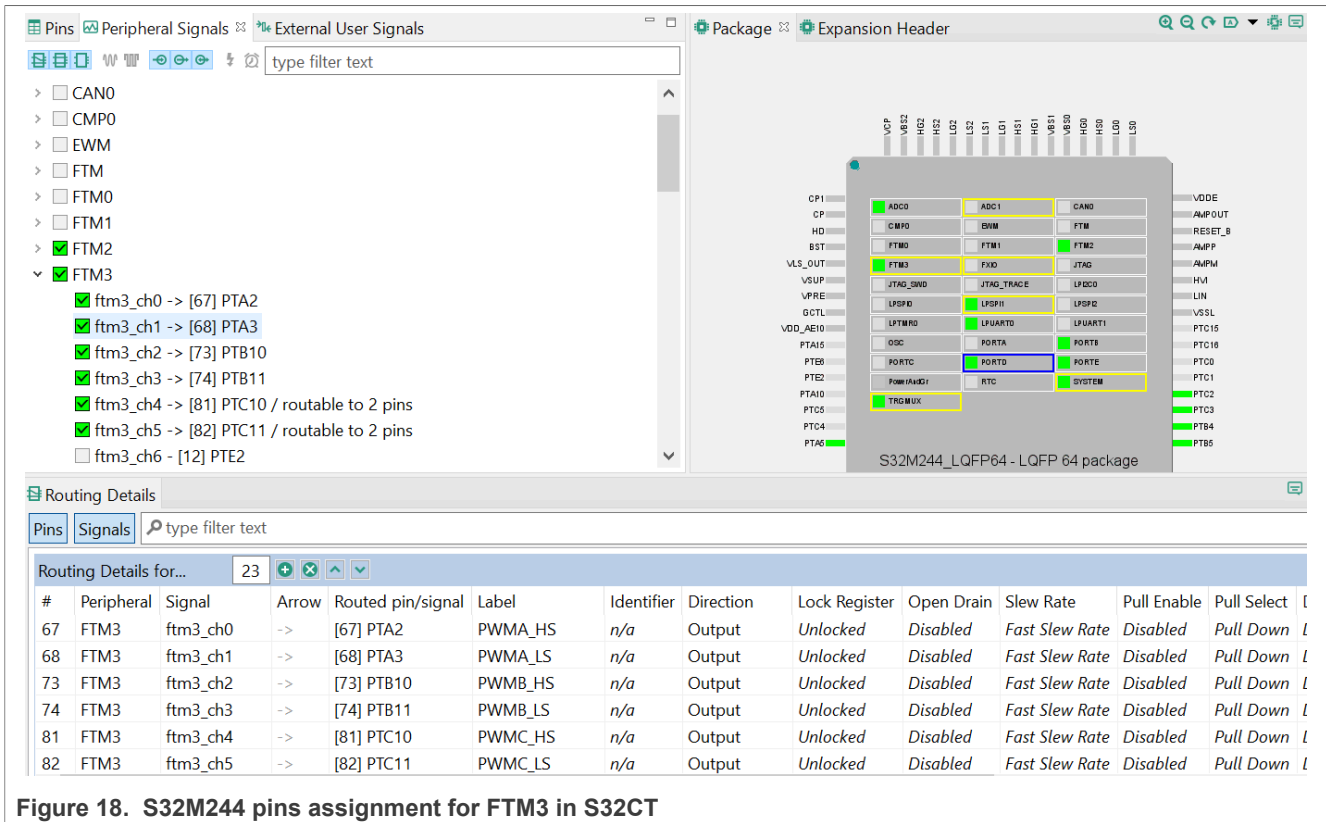 Pins Peripheral Signals External User Signals
type filter text
CAN0
CMP0
EWM
FTM
FTM0
FTM1
FTM2
FTM3
ftm3_ch0 -> [67] PTA2
ftm3_ch1 -> [68] PTA3
ftm3_ch2 -> [73] PTB10
ftm3_ch3 -> [74] PTB11
ftm3_ch4 -> [81] PTC10 / routable to 2 pins
ftm3_ch5 -> [82] PTC11 / routable to 2 pins
ftm3_ch6 - [12] PTE2
Package Expansion Header
VCP VBS2 HG2 HS2 LG2 LS2 LS1 LG1 HS1 HG1 VBS1 VBS0 HG0 HS0 LG0 LS0
CP1
CP
HD
BST
VLS_OUT
VSUP
VPRE
GCTL
VDD_AE10
PTA15
PTE6
PTE2
PTA10
PTC5
PTC4
PTA6
ADC0 ADC1 CAN0
CMP0 EWM FTM
FTM0 FTM1 FTM2
FTM3 FXIO JTAG
JTAG_SWD JTAG_TRACE LPI2C0
LPSPI0 LPSPI1 LPSPI2
LPTMR0 LPUART0 LPUART1
OSC PORTA PORTB
PORTC PORTD PORTE
PowerAndGr RTC SYSTEM
TRGMUX
VDDE
AMPOUT
RESET_B
AMPP
AMPM
HVI
LIN
VSSL
PTC15
PTC16
PTC0
PTC1
PTC2
PTC3
PTB4
PTB5
S32M244_LQFP64 - LQFP 64 package
Routing Details
Pins Signals type filter text
Routing Details for... 23
# Peripheral Signal Arrow Routed pin/signal Label Identifier Direction Lock Register Open Drain Slew Rate Pull Enable Pull Select
67 FTM3 ftm3_ch0 -> [67] PTA2 PWMA_HS n/a Output Unlocked Disabled Fast Slew Rate Disabled Pull Down
68 FTM3 ftm3_ch1 -> [68] PTA3 PWMA_LS n/a Output Unlocked Disabled Fast Slew Rate Disabled Pull Down
73 FTM3 ftm3_ch2 -> [73] PTB10 PWMB_HS n/a Output Unlocked Disabled Fast Slew Rate Disabled Pull Down
74 FTM3 ftm3_ch3 -> [74] PTB11 PWMB_LS n/a Output Unlocked Disabled Fast Slew Rate Disabled Pull Down
81 FTM3 ftm3_ch4 -> [81] PTC10 PWMC_HS n/a Output Unlocked Disabled Fast Slew Rate Disabled Pull Down
82 FTM3 ftm3_ch5 -> [82] PTC11 PWMC_LS n/a Output Unlocked Disabled Fast Slew Rate Disabled Pull Down
Figure 18. S32M244 pins assignment for FTM3 in S32CT